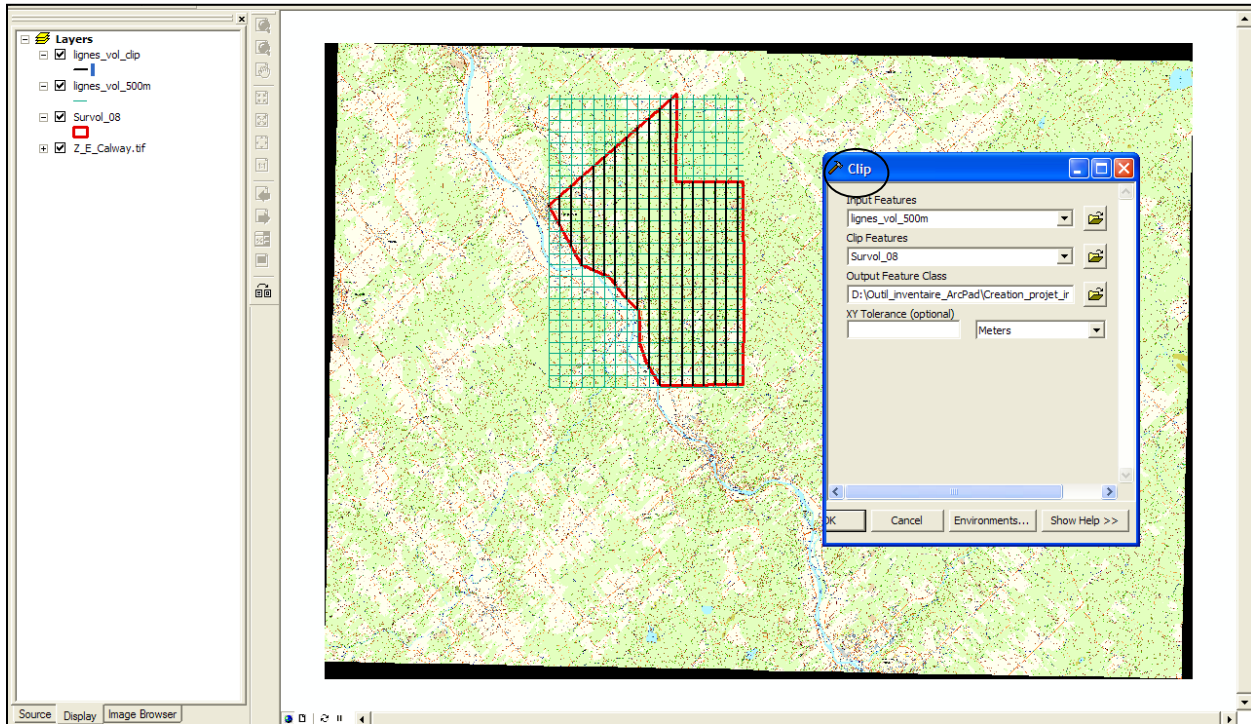 Layers
lignes_vol_clip
lignes_vol_500m
Survol_08
Z_E_Calway.tif
Source
Display
Image Browser
Clip
Input Features
lignes_vol_500m
Clip Features
Survol_08
Output Feature Class
D:\Outil_inventaire_ArcPad\Creation_projet_ir
XY Tolerance (optional)
Meters
OK
Cancel
Environments...
Show Help >>